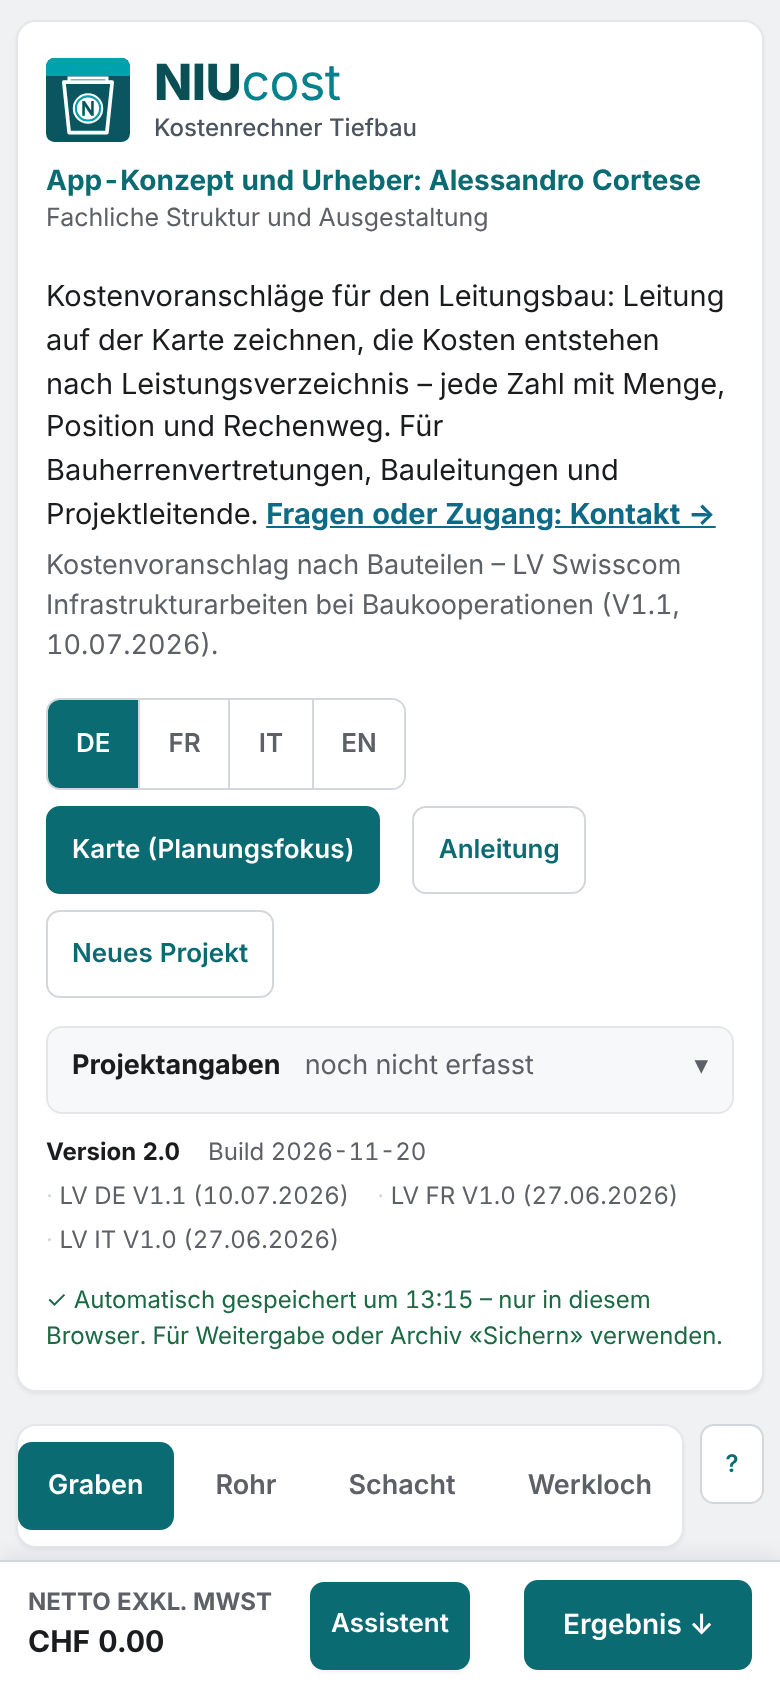 N
NIUcost
Kostenrechner Tiefbau
App-Konzept und Urheber: Alessandro Cortese
Fachliche Struktur und Ausgestaltung
Kostenvoranschläge für den Leitungsbau: Leitung
auf der Karte zeichnen, die Kosten entstehen
nach Leistungsverzeichnis – jede Zahl mit Menge,
Position und Rechenweg. Für
Bauherrenvertretungen, Bauleitungen und
Projektleitende. Fragen oder Zugang: Kontakt →
Kostenvoranschlag nach Bauteilen – LV Swisscom
Infrastrukturarbeiten bei Baukooperationen (V1.1,
10.07.2026).
DE FR IT EN
Karte (Planungsfokus) Anleitung
Neues Projekt
Projektangaben noch nicht erfasst ▾
Version 2.0 Build 2026-11-20
· LV DE V1.1 (10.07.2026) · LV FR V1.0 (27.06.2026)
· LV IT V1.0 (27.06.2026)
✓ Automatisch gespeichert um 13:15 – nur in diesem
Browser. Für Weitergabe oder Archiv «Sichern» verwenden.
Graben Rohr Schacht Werkloch ?
NETTO EXKL. MWST
CHF 0.00
Assistent
Ergebnis ↓